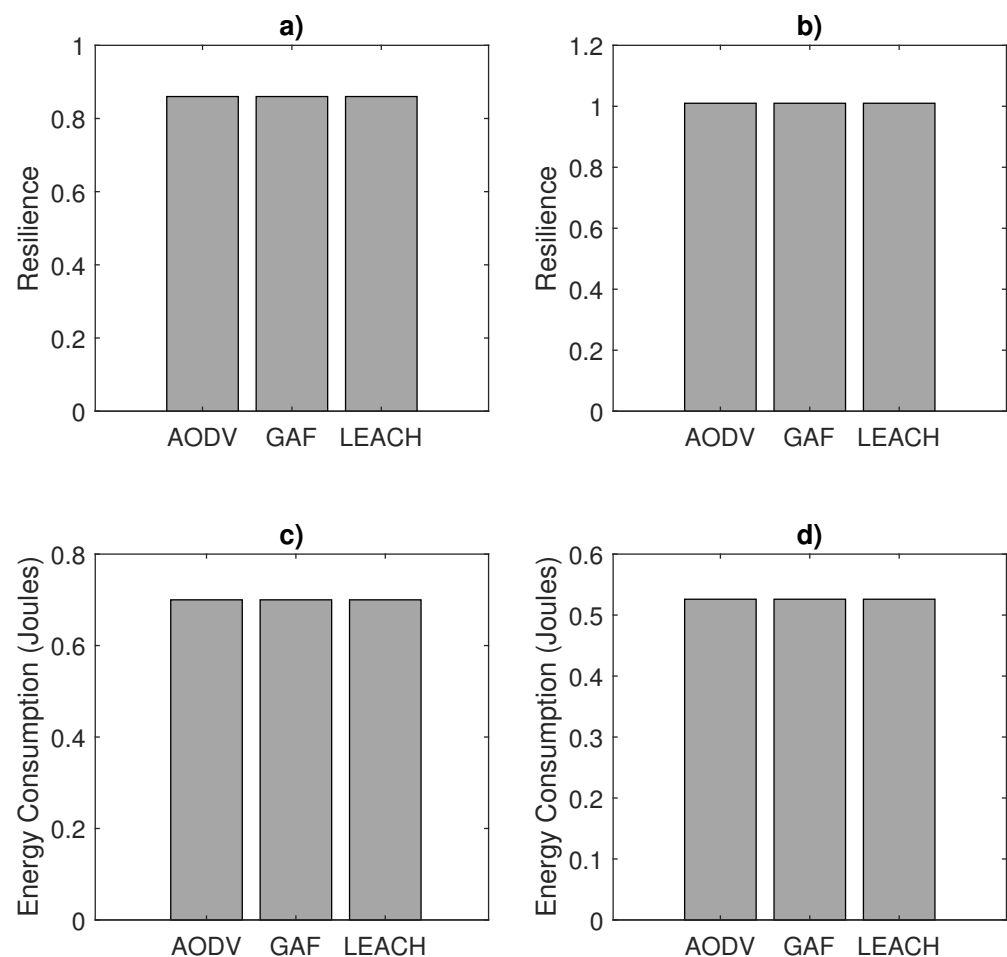 a)
1
0.8
0.6
0.4
0.2
0
Resilience
AODV GAF LEACH
b)
1.2
1
0.8
0.6
0.4
0.2
0
Resilience
AODV GAF LEACH
c)
0.8
0.6
0.4
0.2
0
Energy Consumption (Joules)
AODV GAF LEACH
d)
0.6
0.5
0.4
0.3
0.2
0.1
0
Energy Consumption (Joules)
AODV GAF LEACH